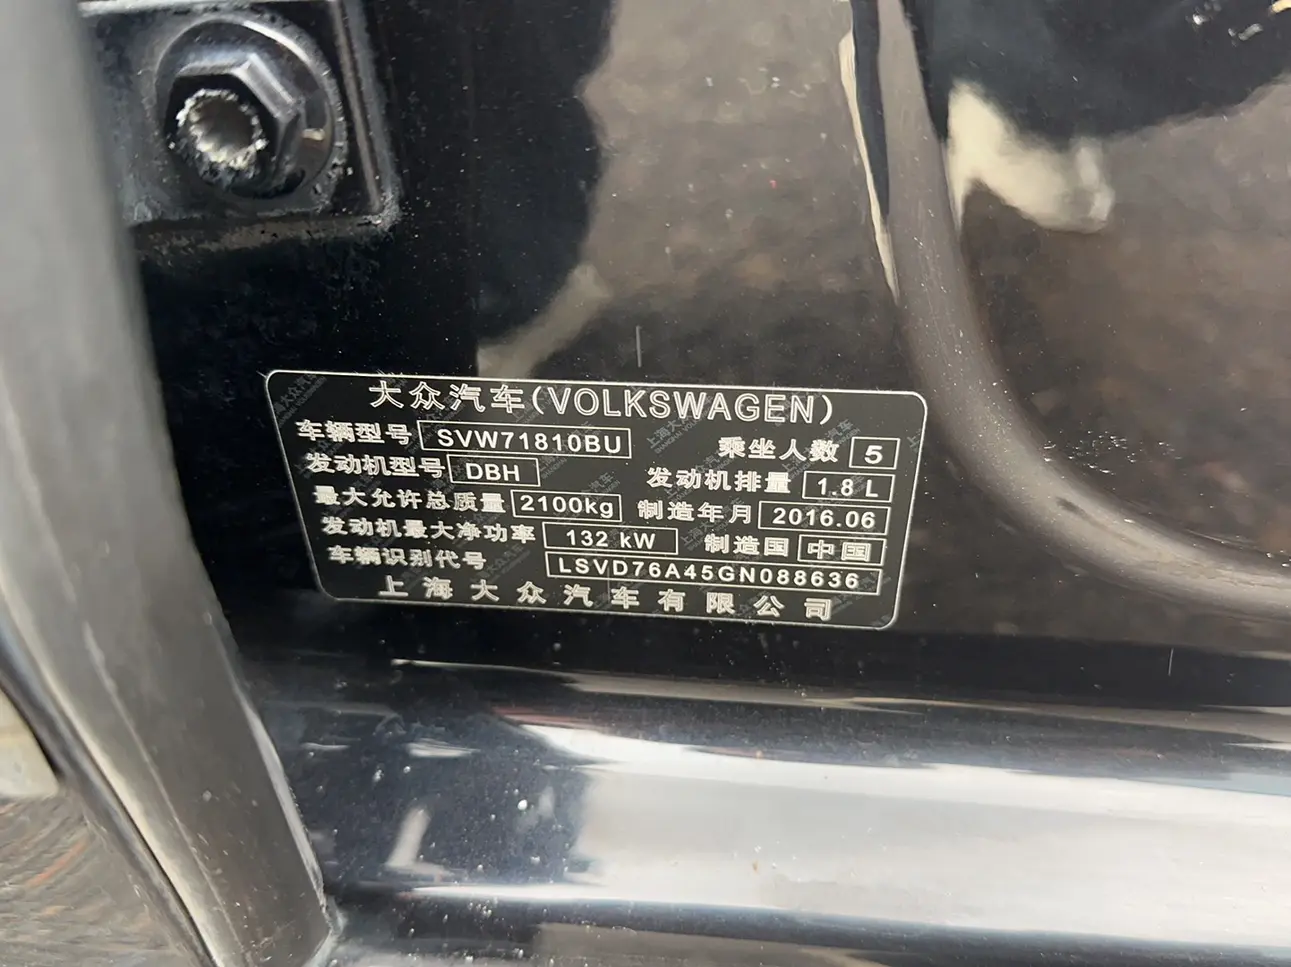 大众汽车(VOLKSWAGEN)
车辆型号 SVW71810BU 乘坐人数 5
发动机型号 DBH 发动机排量 1.8 L
最大允许总质量 2100kg 制造年月 2016.06
发动机最大净功率 132 kW 制造国 中国
车辆识别代号 LSVD76A45GN088636
上海大众汽车有限公司